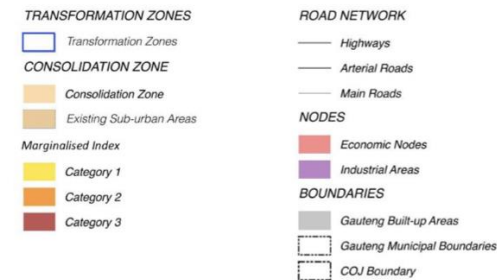 TRANSFORMATION ZONES
Transformation Zones
CONSOLIDATION ZONE
Consolidation Zone
Existing Sub-urban Areas
Marginalised Index
Category 1
Category 2
Category 3
ROAD NETWORK
Highways
Arterial Roads
Main Roads
NODES
Economic Nodes
Industrial Areas
BOUNDARIES
Gauteng Built-up Areas
Gauteng Municipal Boundaries
COJ Boundary